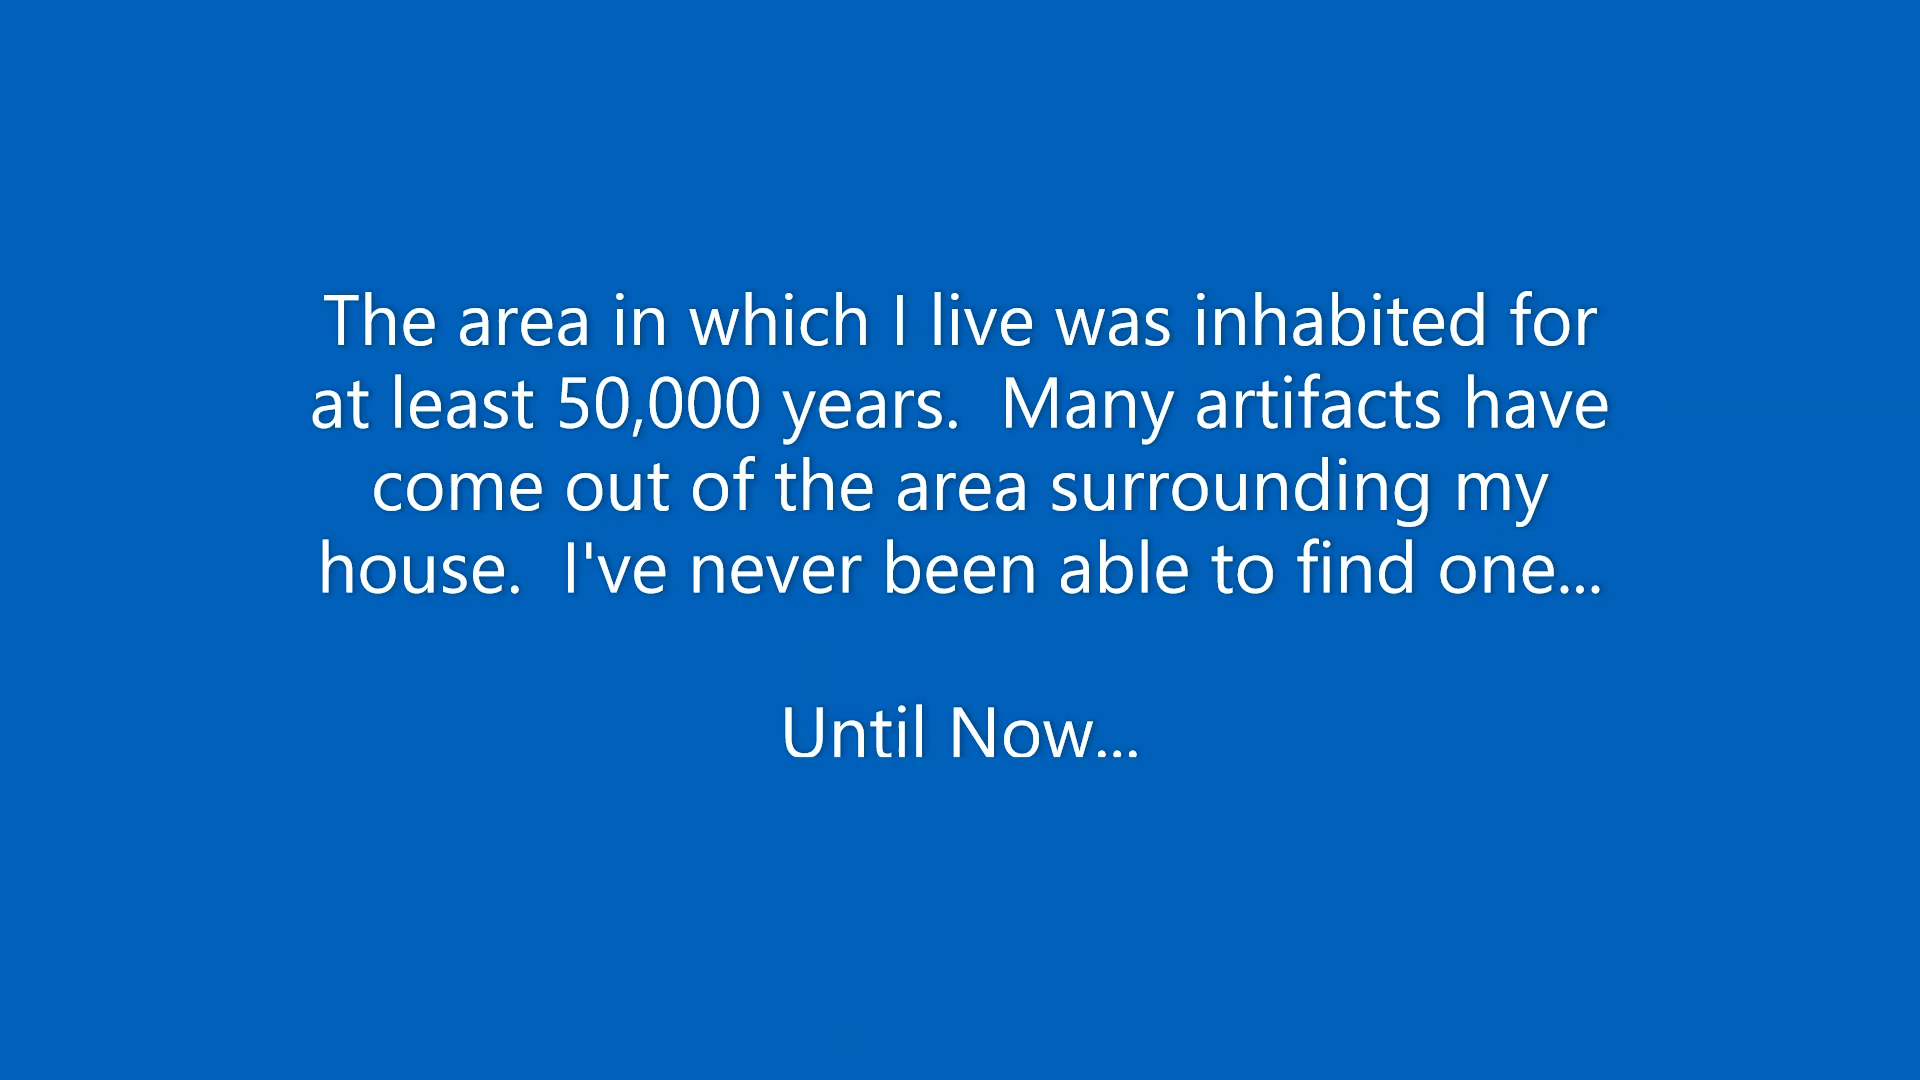 The area in which I live was inhabited for
at least 50,000 years.  Many artifacts have
come out of the area surrounding my
house.  I've never been able to find one...
Until Now...